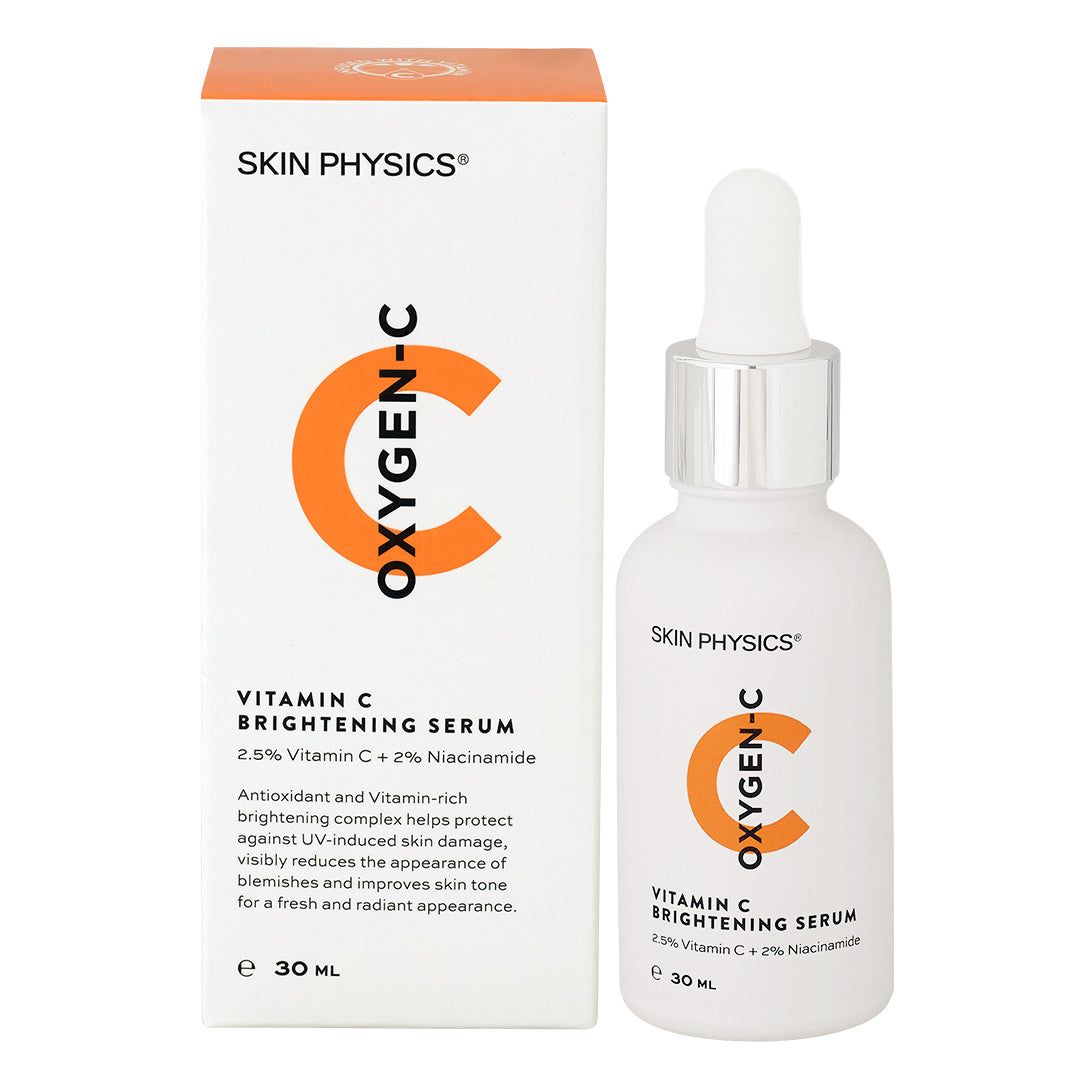 SKIN PHYSICS®
OXYGEN-C
C
VITAMIN C
BRIGHTENING SERUM
2.5% Vitamin C + 2% Niacinamide
Antioxidant and Vitamin-rich
brightening complex helps protect
against UV-induced skin damage,
visibly reduces the appearance of
blemishes and improves skin tone
for a fresh and radiant appearance.
℮ 30 ML
SKIN PHYSICS®
OXYGEN-C
C
VITAMIN C
BRIGHTENING SERUM
2.5% Vitamin C + 2% Niacinamide
℮ 30 ML